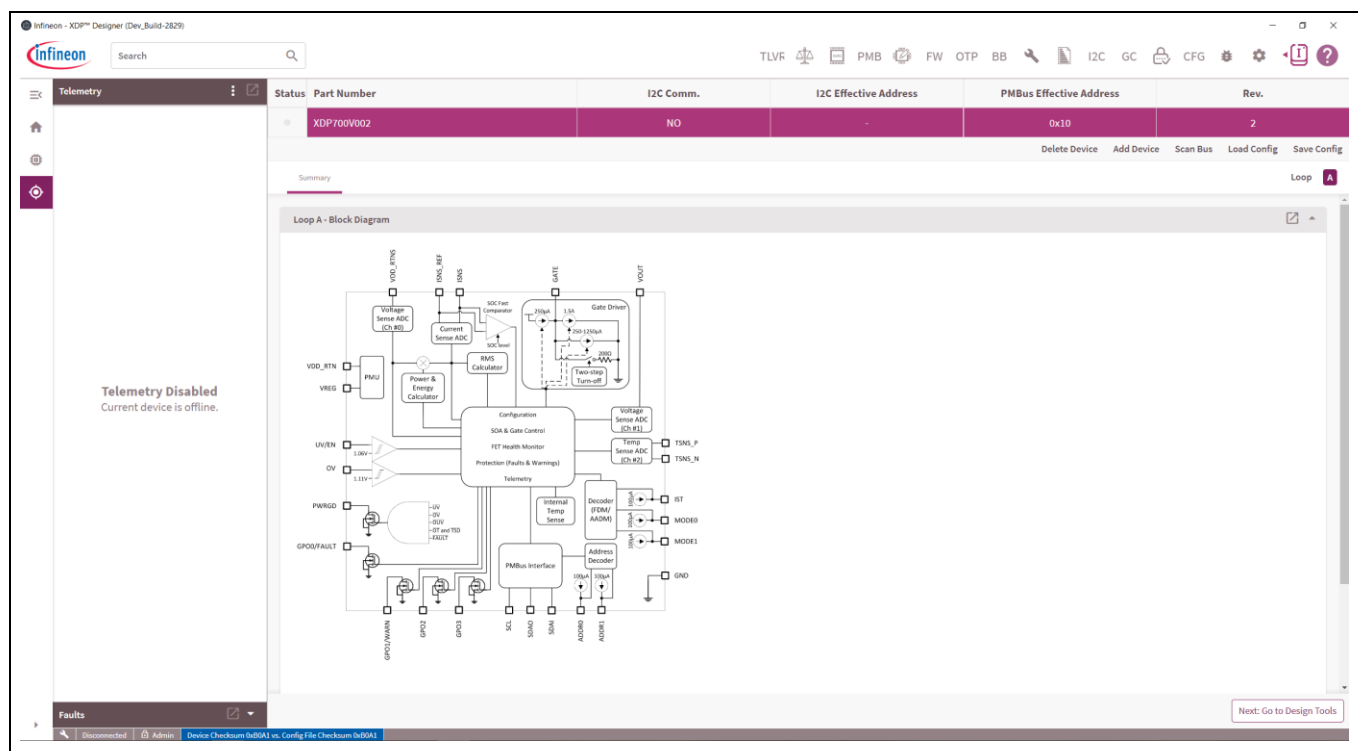 Infineon - XDP™ Designer (Dev_Build-2829)
infineon
Search
TLVR PMB FW OTP BB I2C GC CFG
Telemetry
Status Part Number I2C Comm. I2C Effective Address PMBus Effective Address Rev.
XDP700V002 NO - 0x10 2
Delete Device Add Device Scan Bus Load Config Save Config
Summary
Loop A
Loop A - Block Diagram
Telemetry Disabled
Current device is offline.
VDD_RTNS
ISNS_REF
ISNS
GATE
VOUT
Voltage
Sense ADC
(Ch #0)
Current
Sense ADC
SOC Fast
Comparator
SOC level
Gate Driver
250µA
1.5A
250-1250µA
200Ω
Two-step
Turn-off
RMS
Calculator
VDD_RTN
VREG
PMU
Power &
Energy
Calculator
Configuration
SOA & Gate Control
FET Health Monitor
Protection (Faults & Warnings)
Telemetry
Voltage
Sense ADC
(Ch #1)
Temp
Sense ADC
(Ch #2)
TSNS_P
TSNS_N
UV/EN
1.06V
OV
1.11V
PWRGD
UV
OV
OUV
OT and TSD
FAULT
GPO0/FAULT
Internal
Temp
Sense
Decoder
(FDM/
AADM)
100µA
100µA
100µA
IST
MODE0
MODE1
PMBus Interface
Address
Decoder
100µA 100µA
GND
GPO1/WARN
GPO2
GPO3
SCL
SDAO
SDAI
ADDR0
ADDR1
Faults
Next: Go to Design Tools
Disconnected Admin Device Checksum 0xB0A1 vs. Config File Checksum 0xB0A1